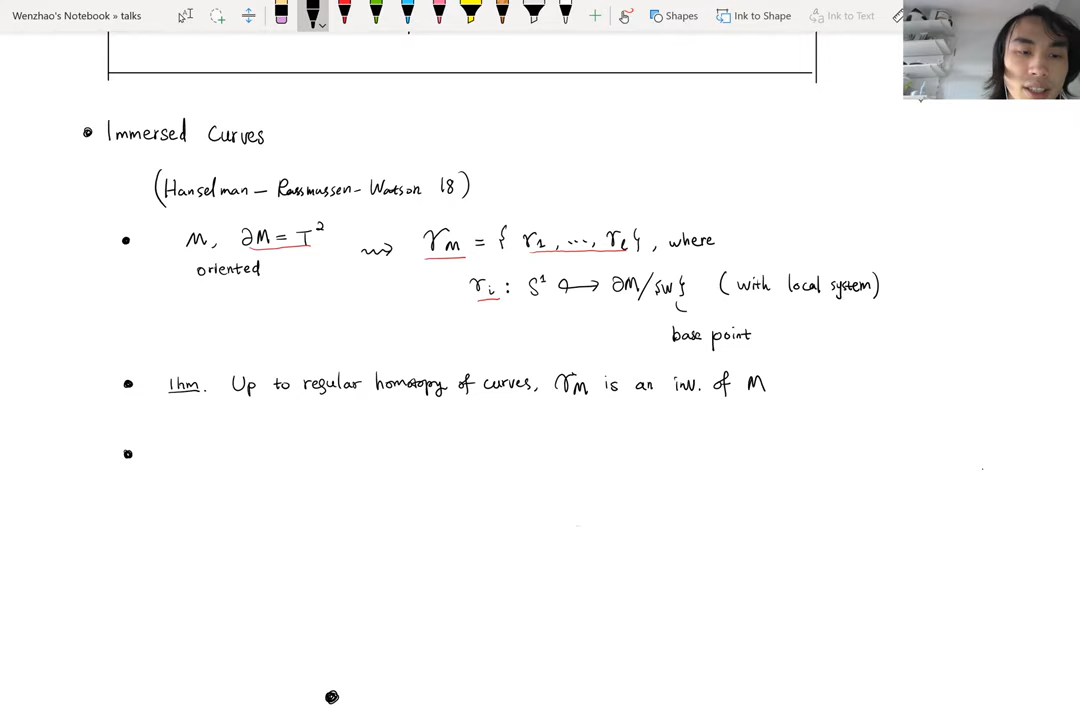 Wenzhao's Notebook » talks
Shapes
Ink to Shape
Ink to Text
• Immersed Curves
(Hanselman – Rasmussen – Watson 18)
• M, ∂M = T² ⇝ γ_M = { γ₁, ..., γ_ℓ }, where
oriented
γ_i : S¹ ↬ ∂M/{w} (with local system)
base point
• Thm. Up to regular homotopy of curves, γ_M is an inv. of M